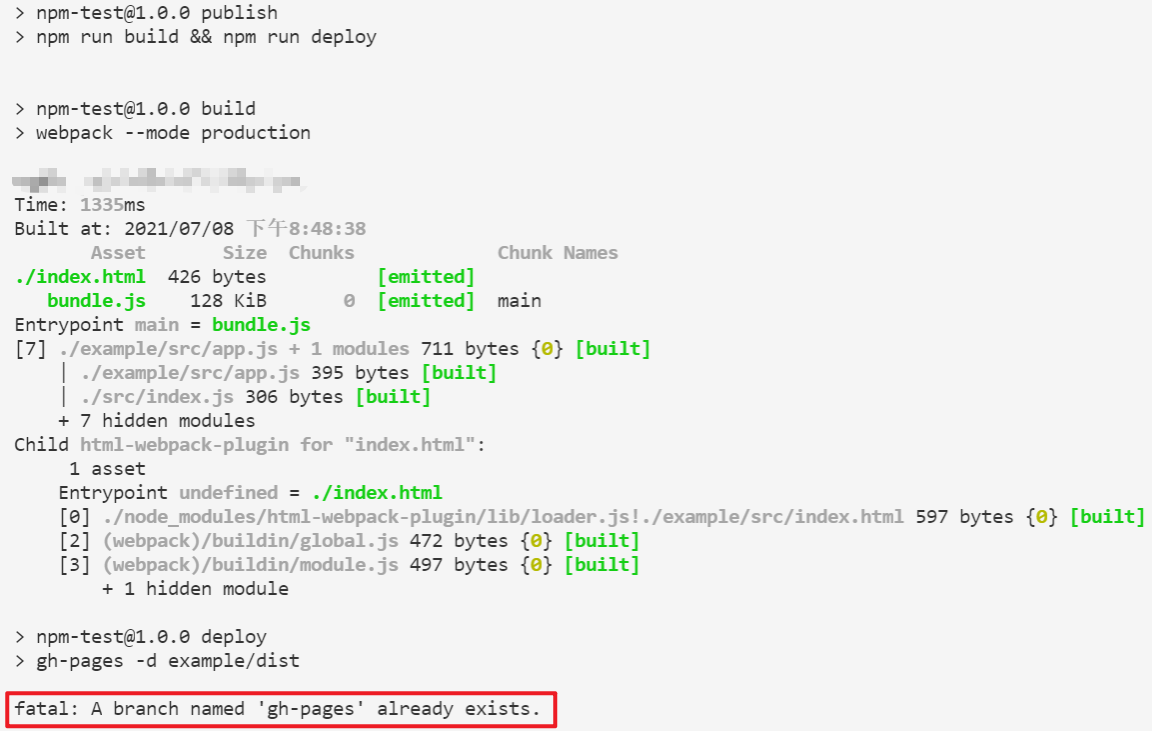 > npm-test@1.0.0 publish
> npm run build && npm run deploy
> npm-test@1.0.0 build
> webpack --mode production
Time: 1335ms
Built at: 2021/07/08 下午8:48:38
Asset Size Chunks Chunk Names
./index.html 426 bytes [emitted]
bundle.js 128 KiB 0 [emitted] main
Entrypoint main = bundle.js
[7] ./example/src/app.js + 1 modules 711 bytes {0} [built]
| ./example/src/app.js 395 bytes [built]
| ./src/index.js 306 bytes [built]
+ 7 hidden modules
Child html-webpack-plugin for "index.html":
1 asset
Entrypoint undefined = ./index.html
[0] ./node_modules/html-webpack-plugin/lib/loader.js!./example/src/index.html 597 bytes {0} [built]
[2] (webpack)/buildin/global.js 472 bytes {0} [built]
[3] (webpack)/buildin/module.js 497 bytes {0} [built]
+ 1 hidden module
> npm-test@1.0.0 deploy
> gh-pages -d example/dist
fatal: A branch named 'gh-pages' already exists.